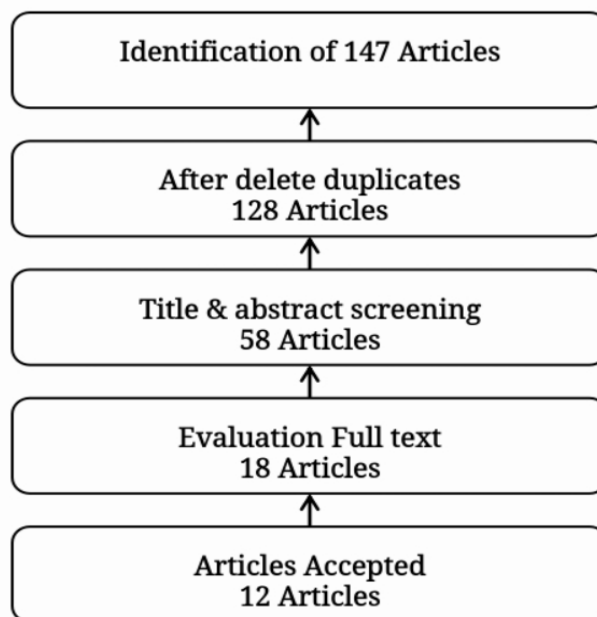 Identification of 147 Articles
After delete duplicates
128 Articles
Title & abstract screening
58 Articles
Evaluation Full text
18 Articles
Articles Accepted
12 Articles